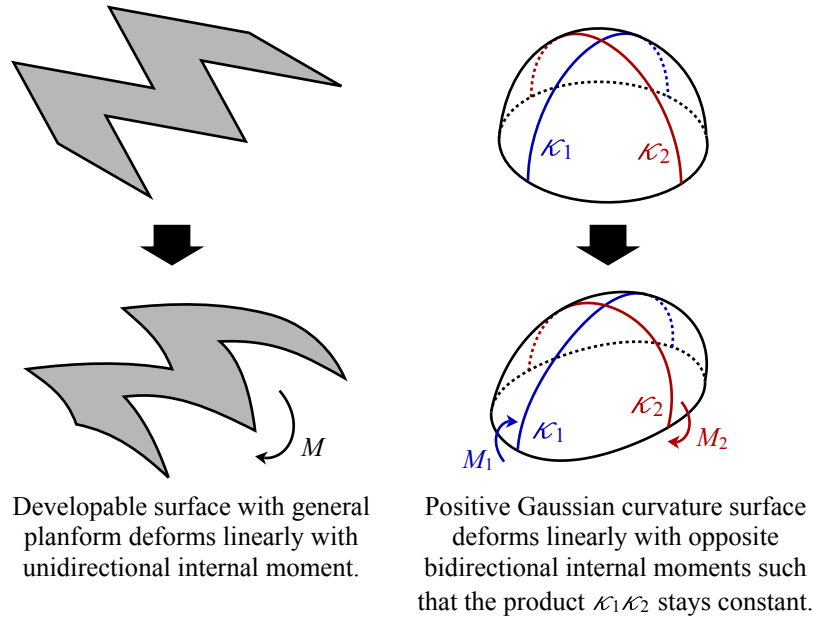 κ1
κ2
κ1
κ2
M1
M2
M
Developable surface with general
planform deforms linearly with
unidirectional internal moment.
Positive Gaussian curvature surface
deforms linearly with opposite
bidirectional internal moments such
that the product κ1κ2 stays constant.